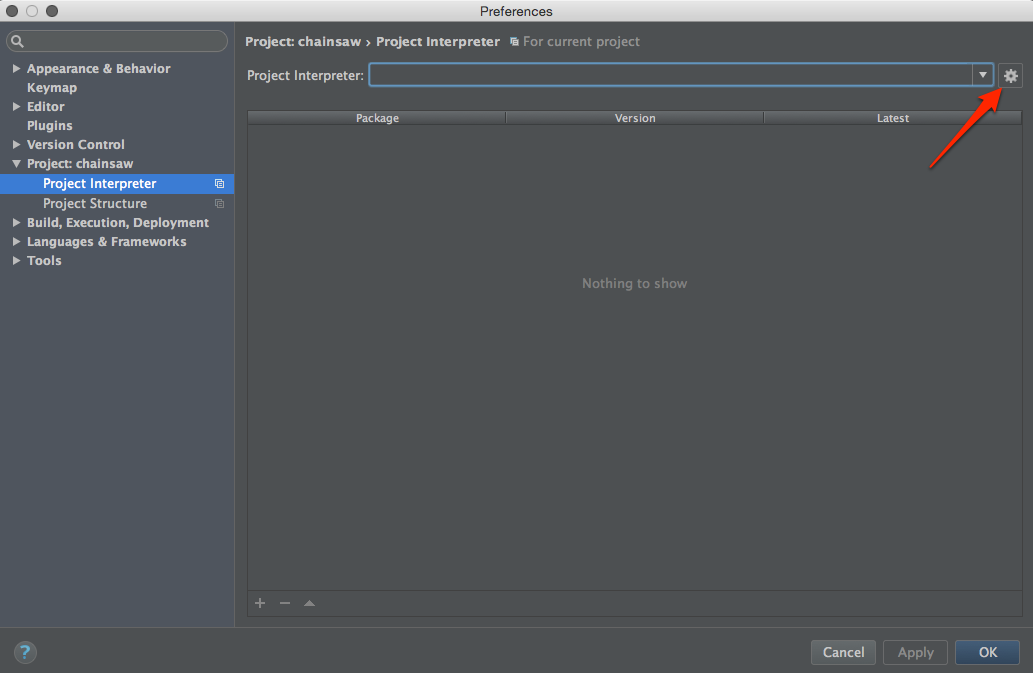 Preferences
Project: chainsaw › Project Interpreter For current project
Project Interpreter:
Appearance & Behavior
Keymap
Editor
Plugins
Version Control
Project: chainsaw
Project Interpreter
Project Structure
Build, Execution, Deployment
Languages & Frameworks
Tools
Package Version Latest
Nothing to show
?
Cancel Apply OK